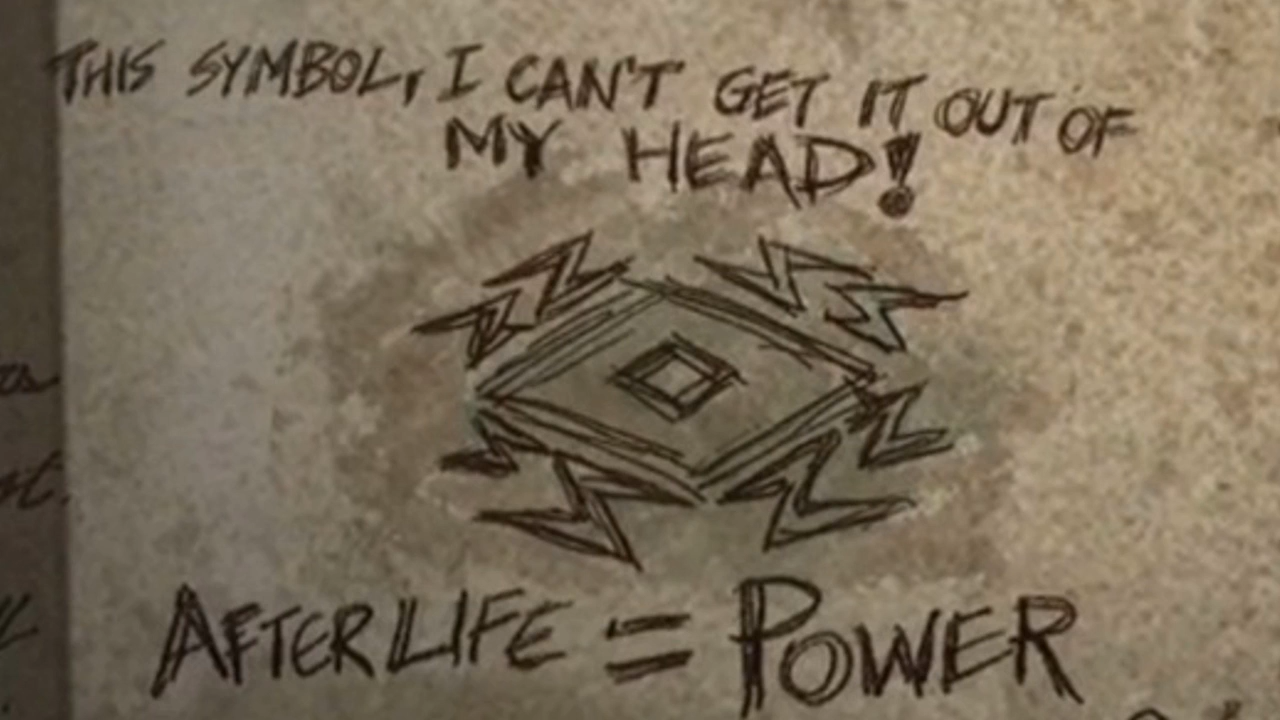 THIS SYMBOL, I CAN'T GET IT OUT OF
MY HEAD!
AFTERLIFE = POWER